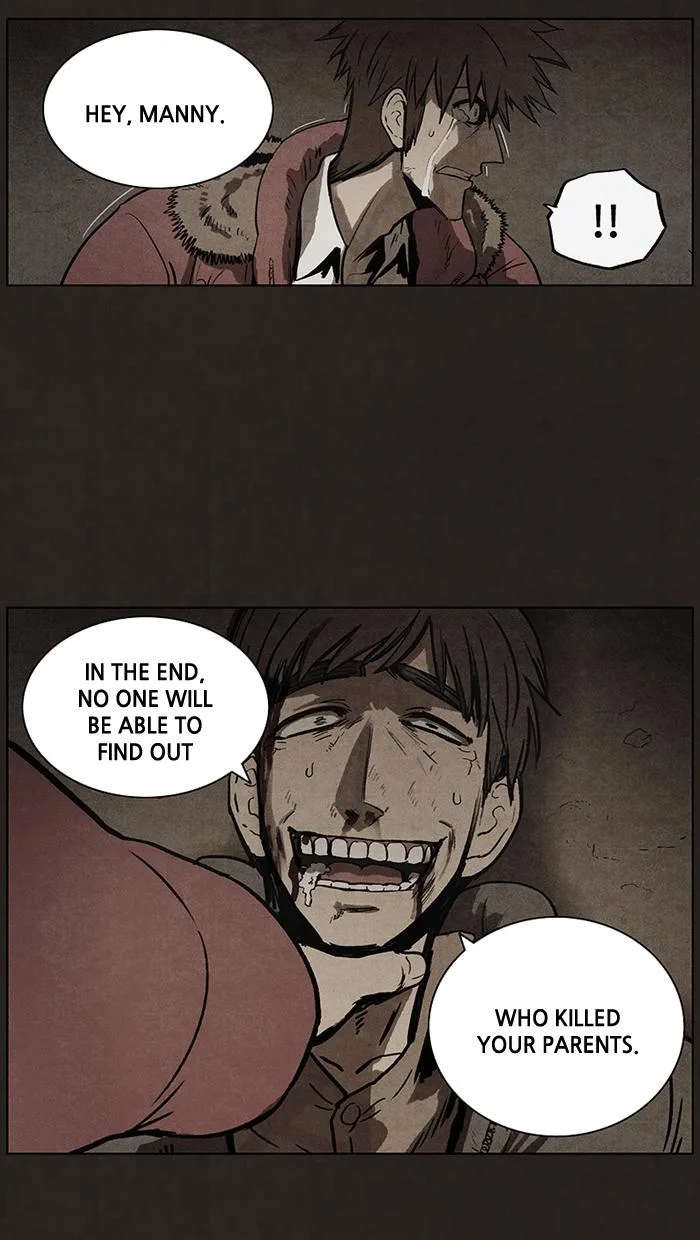 HEY, MANNY.
!!
IN THE END,
NO ONE WILL
BE ABLE TO
FIND OUT
WHO KILLED
YOUR PARENTS.